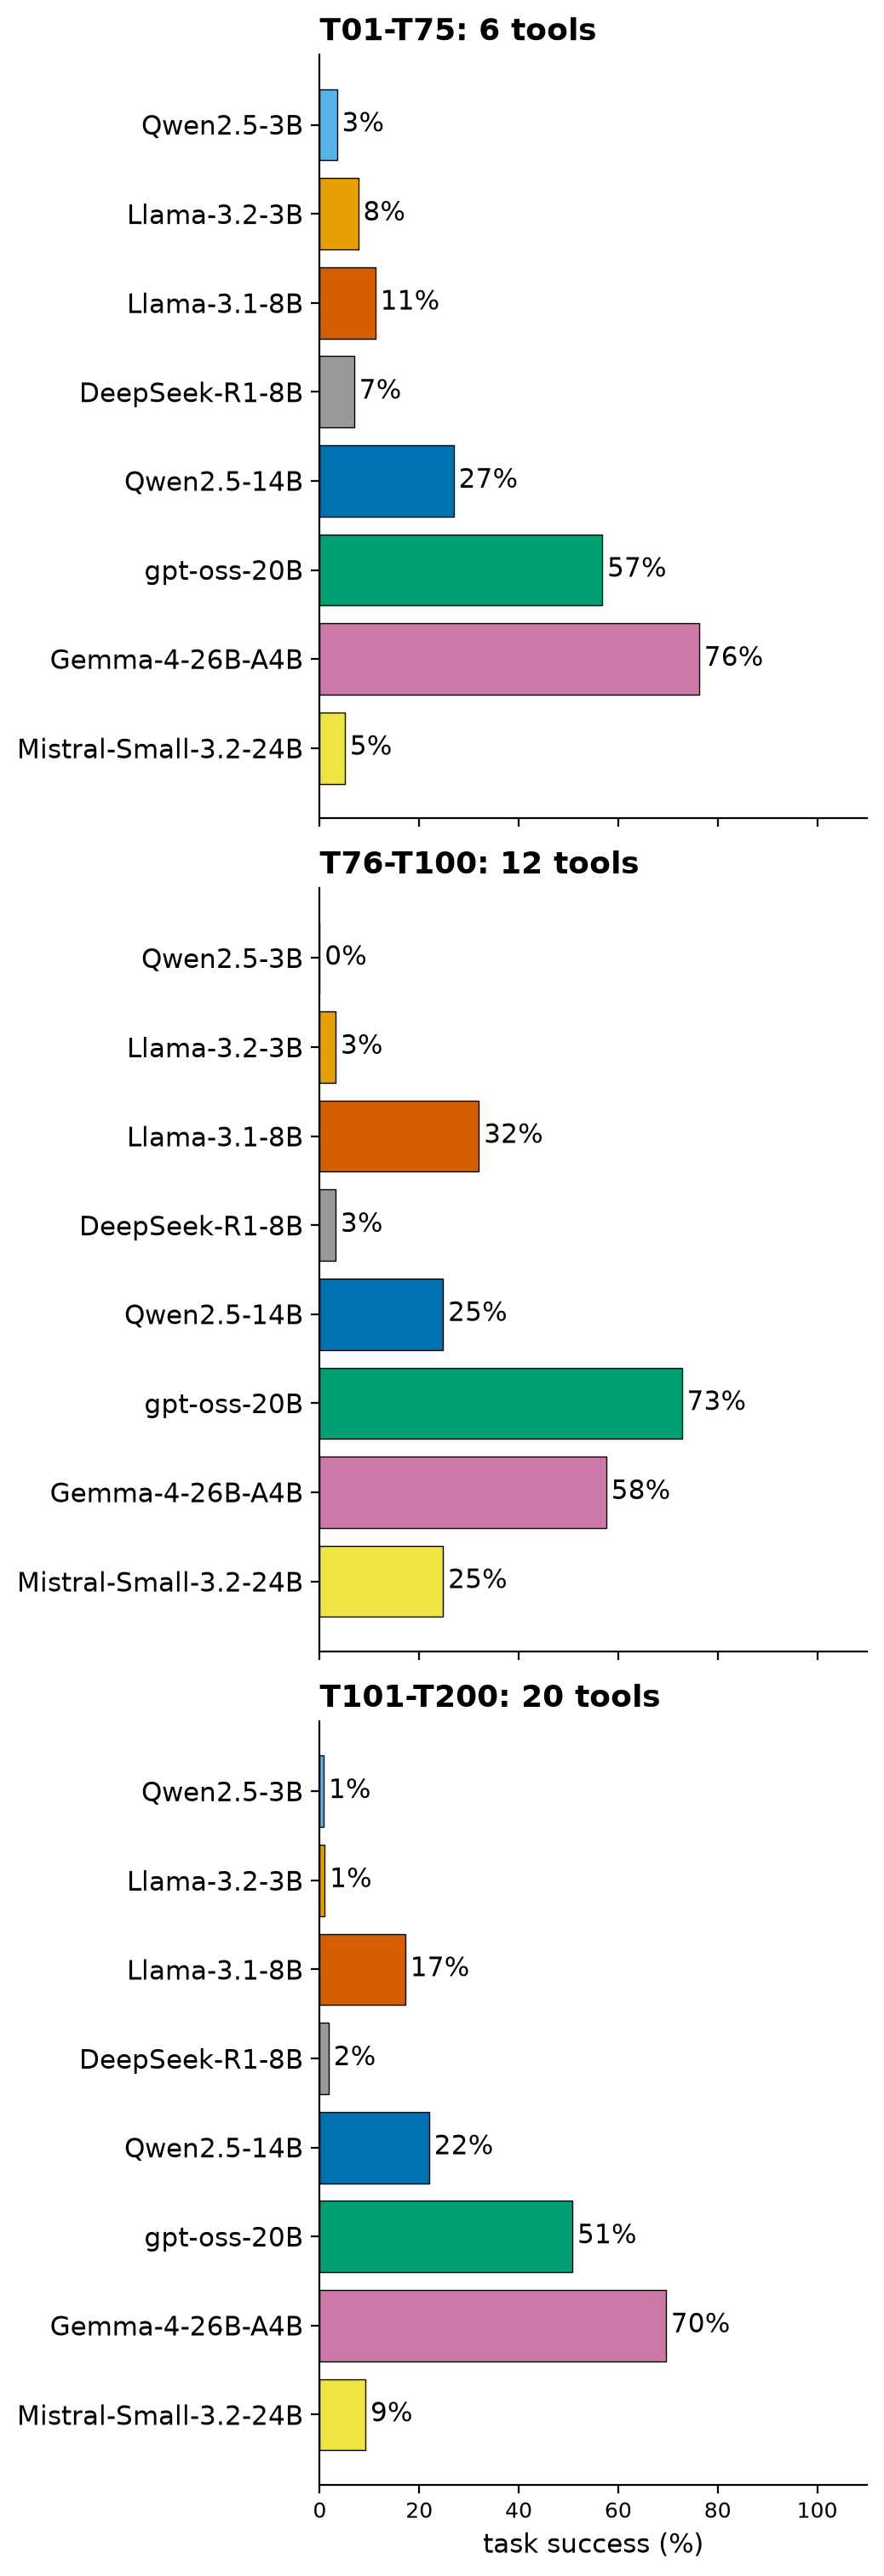 T01-T75: 6 tools
Qwen2.5-3B 3%
Llama-3.2-3B 8%
Llama-3.1-8B 11%
DeepSeek-R1-8B 7%
Qwen2.5-14B 27%
gpt-oss-20B 57%
Gemma-4-26B-A4B 76%
Mistral-Small-3.2-24B 5%
T76-T100: 12 tools
Qwen2.5-3B 0%
Llama-3.2-3B 3%
Llama-3.1-8B 32%
DeepSeek-R1-8B 3%
Qwen2.5-14B 25%
gpt-oss-20B 73%
Gemma-4-26B-A4B 58%
Mistral-Small-3.2-24B 25%
T101-T200: 20 tools
Qwen2.5-3B 1%
Llama-3.2-3B 1%
Llama-3.1-8B 17%
DeepSeek-R1-8B 2%
Qwen2.5-14B 22%
gpt-oss-20B 51%
Gemma-4-26B-A4B 70%
Mistral-Small-3.2-24B 9%
0 20 40 60 80 100
task success (%)